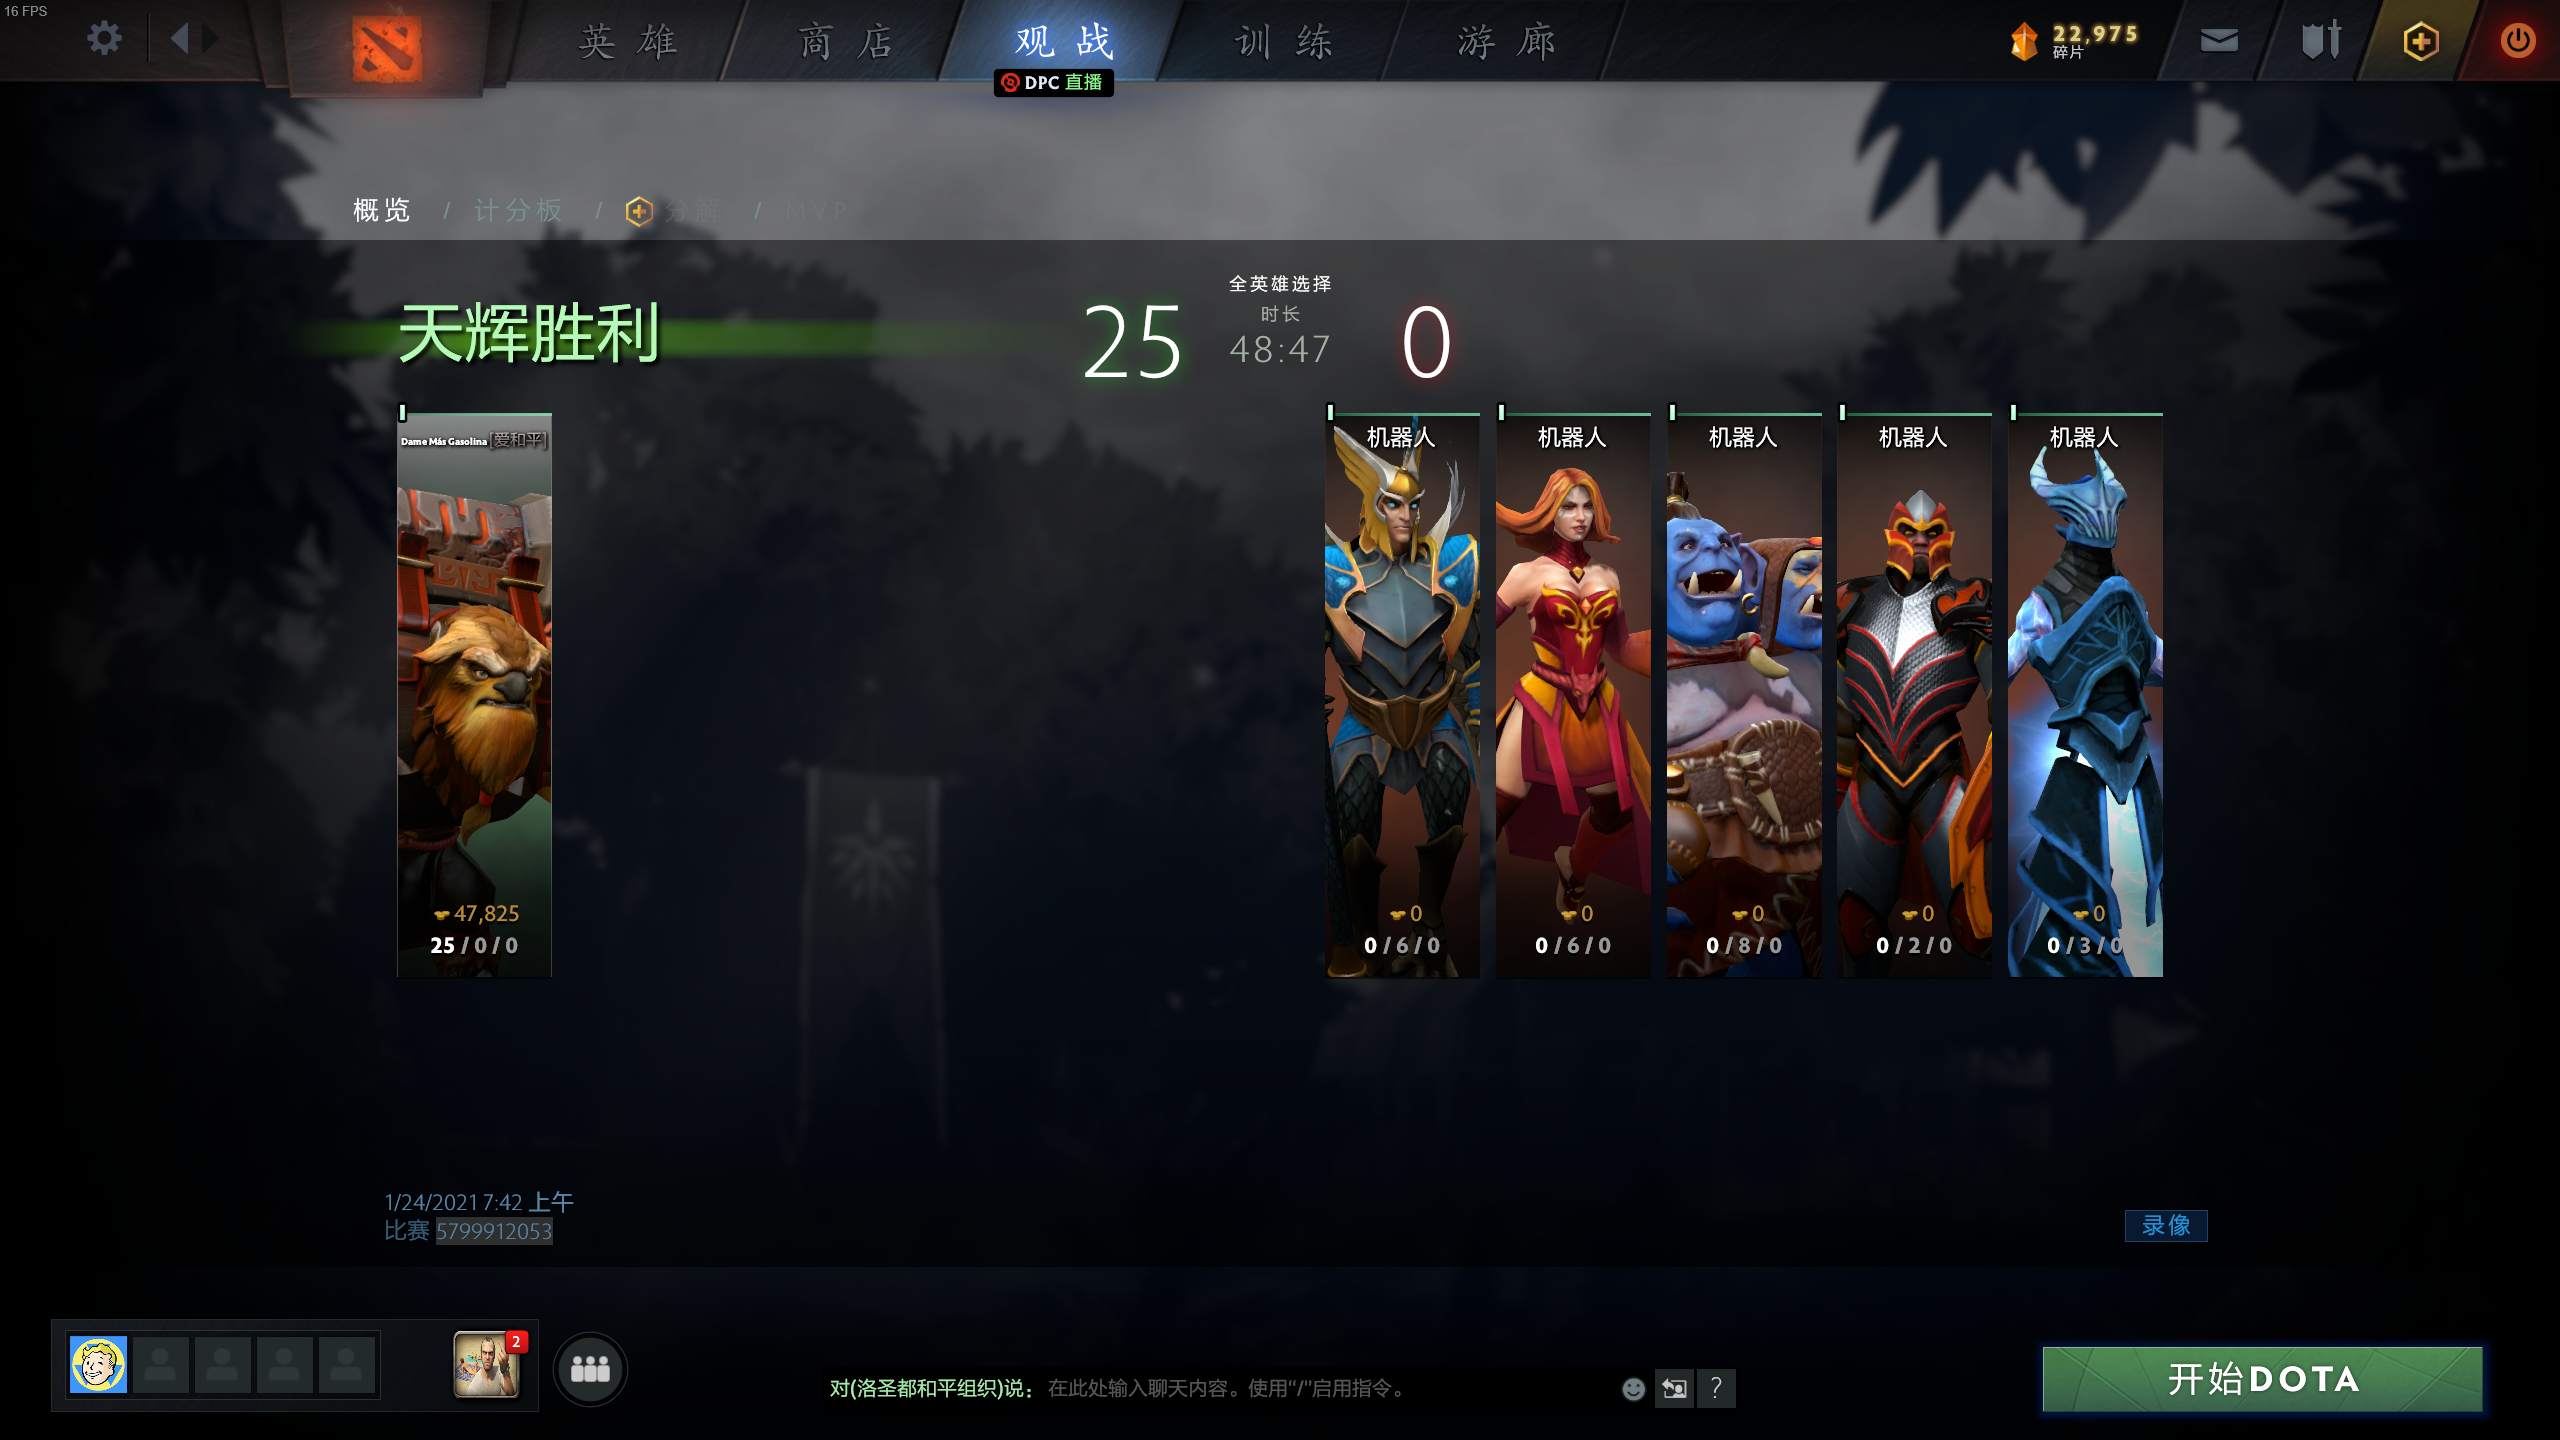 16 FPS
英雄
商店
观战
训练
游廊
22,975
碎片
DPC 直播
概览 / 计分板 / 分解 / MVP
天辉胜利
25
全英雄选择
时长
48:47
0
Dame Más Gasolina [爱和平]
47,825
25 / 0 / 0
机器人
0
0 / 6 / 0
机器人
0
0 / 6 / 0
机器人
0
0 / 8 / 0
机器人
0
0 / 2 / 0
机器人
0
0 / 3 / 0
1/24/2021 7:42 上午
比赛 5799912053
录像
2
对(洛圣都和平组织)说： 在此处输入聊天内容。使用“/”启用指令。
?
开始DOTA